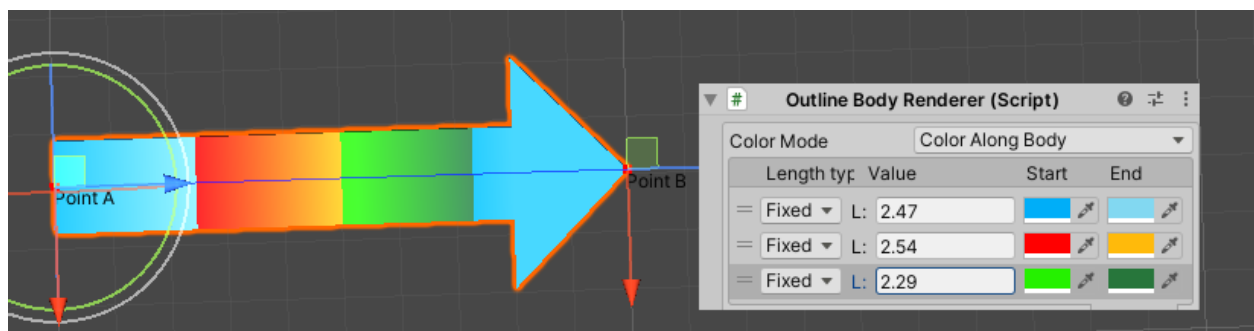 Point A
Point B
# Outline Body Renderer (Script)
Color Mode Color Along Body
Length typ Value Start End
Fixed L: 2.47
Fixed L: 2.54
Fixed L: 2.29